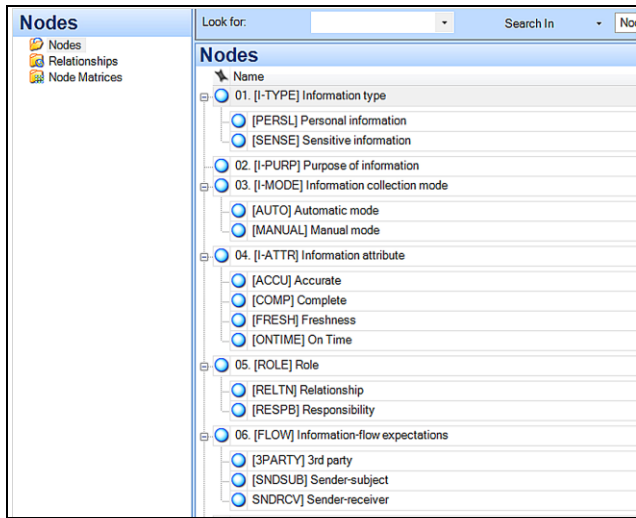 Nodes
Nodes
Relationships
Node Matrices
Look for:
Search In
Nodes
Name
01. [I-TYPE] Information type
[PERSL] Personal information
[SENSE] Sensitive information
02. [I-PURP] Purpose of information
03. [I-MODE] Information collection mode
[AUTO] Automatic mode
[MANUAL] Manual mode
04. [I-ATTR] Information attribute
[ACCU] Accurate
[COMP] Complete
[FRESH] Freshness
[ONTIME] On Time
05. [ROLE] Role
[RELTN] Relationship
[RESPB] Responsibility
06. [FLOW] Information-flow expectations
[3PARTY] 3rd party
[SNDSUB] Sender-subject
SNDRCV] Sender-receiver